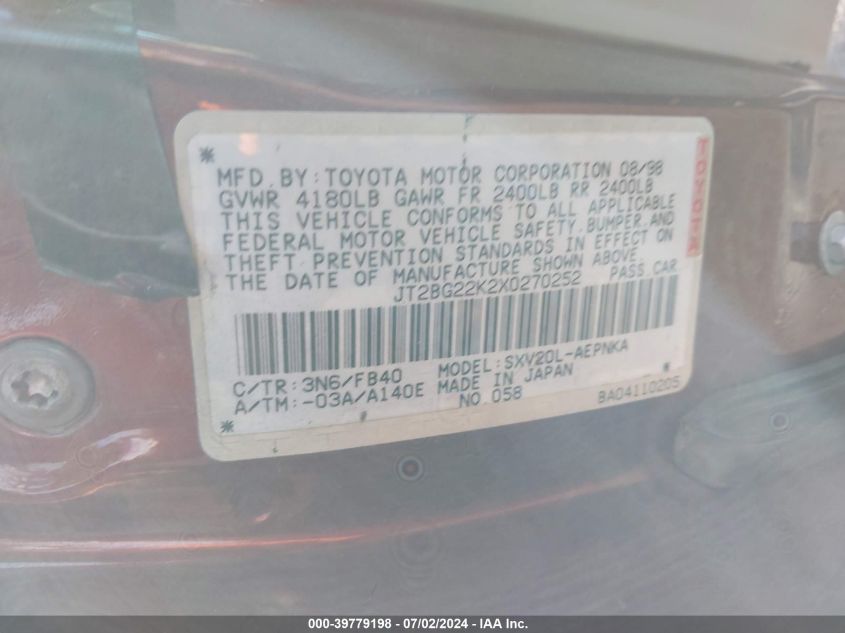 * MFD. BY: TOYOTA MOTOR CORPORATION 08/98
GVWR 4180LB GAWR FR 2400LB RR 2400LB
THIS VEHICLE CONFORMS TO ALL APPLICABLE
FEDERAL MOTOR VEHICLE SAFETY, BUMPER, AND
THEFT PREVENTION STANDARDS IN EFFECT ON
THE DATE OF MANUFACTURE SHOWN ABOVE.
JT2BG22K2X0270252 PASS. CAR
C/TR: 3N6/FB40 MODEL: SXV20L-AEPNKA
A/TM: -03A/A140E MADE IN JAPAN
* NO 058 BA04110205
000-39779198 - 07/02/2024 - IAA Inc.